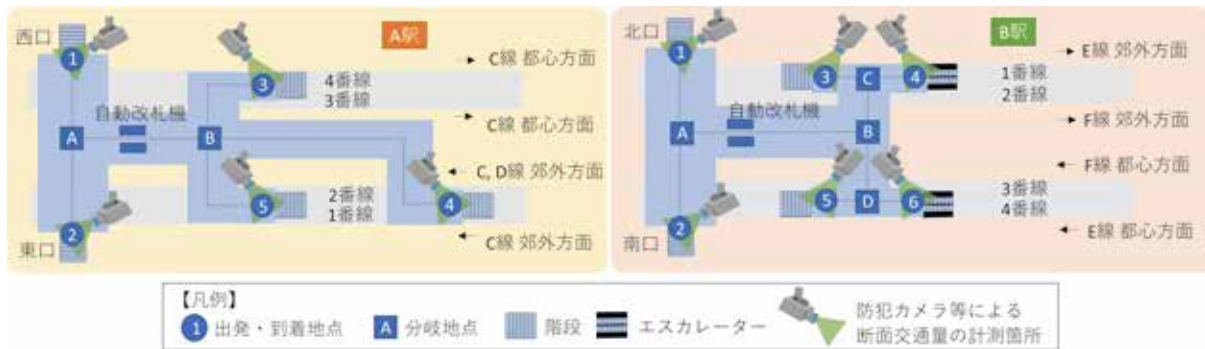 西口
1
A駅
3
4番線
3番線
C線 都心方面
自動改札機
A
B
C線 都心方面
C, D線 郊外方面
2番線
1番線
5
4
2
東口
C線 郊外方面
北口
1
B駅
3
C
4
1番線
2番線
E線 郊外方面
自動改札機
A
B
F線 郊外方面
F線 都心方面
3番線
4番線
5
D
6
2
南口
E線 都心方面
【凡例】
1 出発・到着地点
A 分岐地点
階段
エスカレーター
防犯カメラ等による
断面交通量の計測箇所